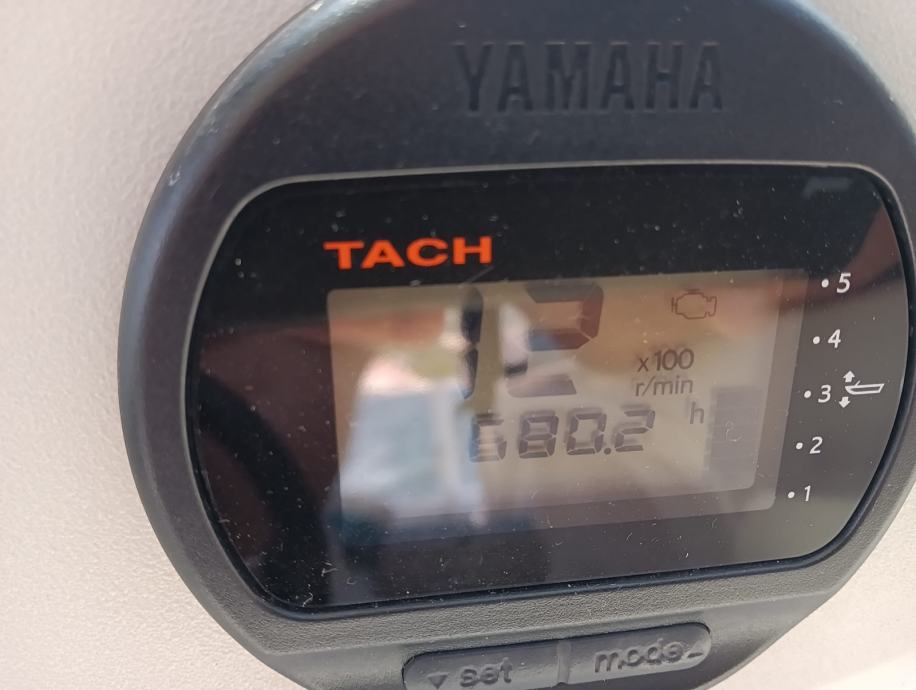 YAMAHA
TACH
12
x100
r/min
680.2 h
5
4
3
2
1
set
mode